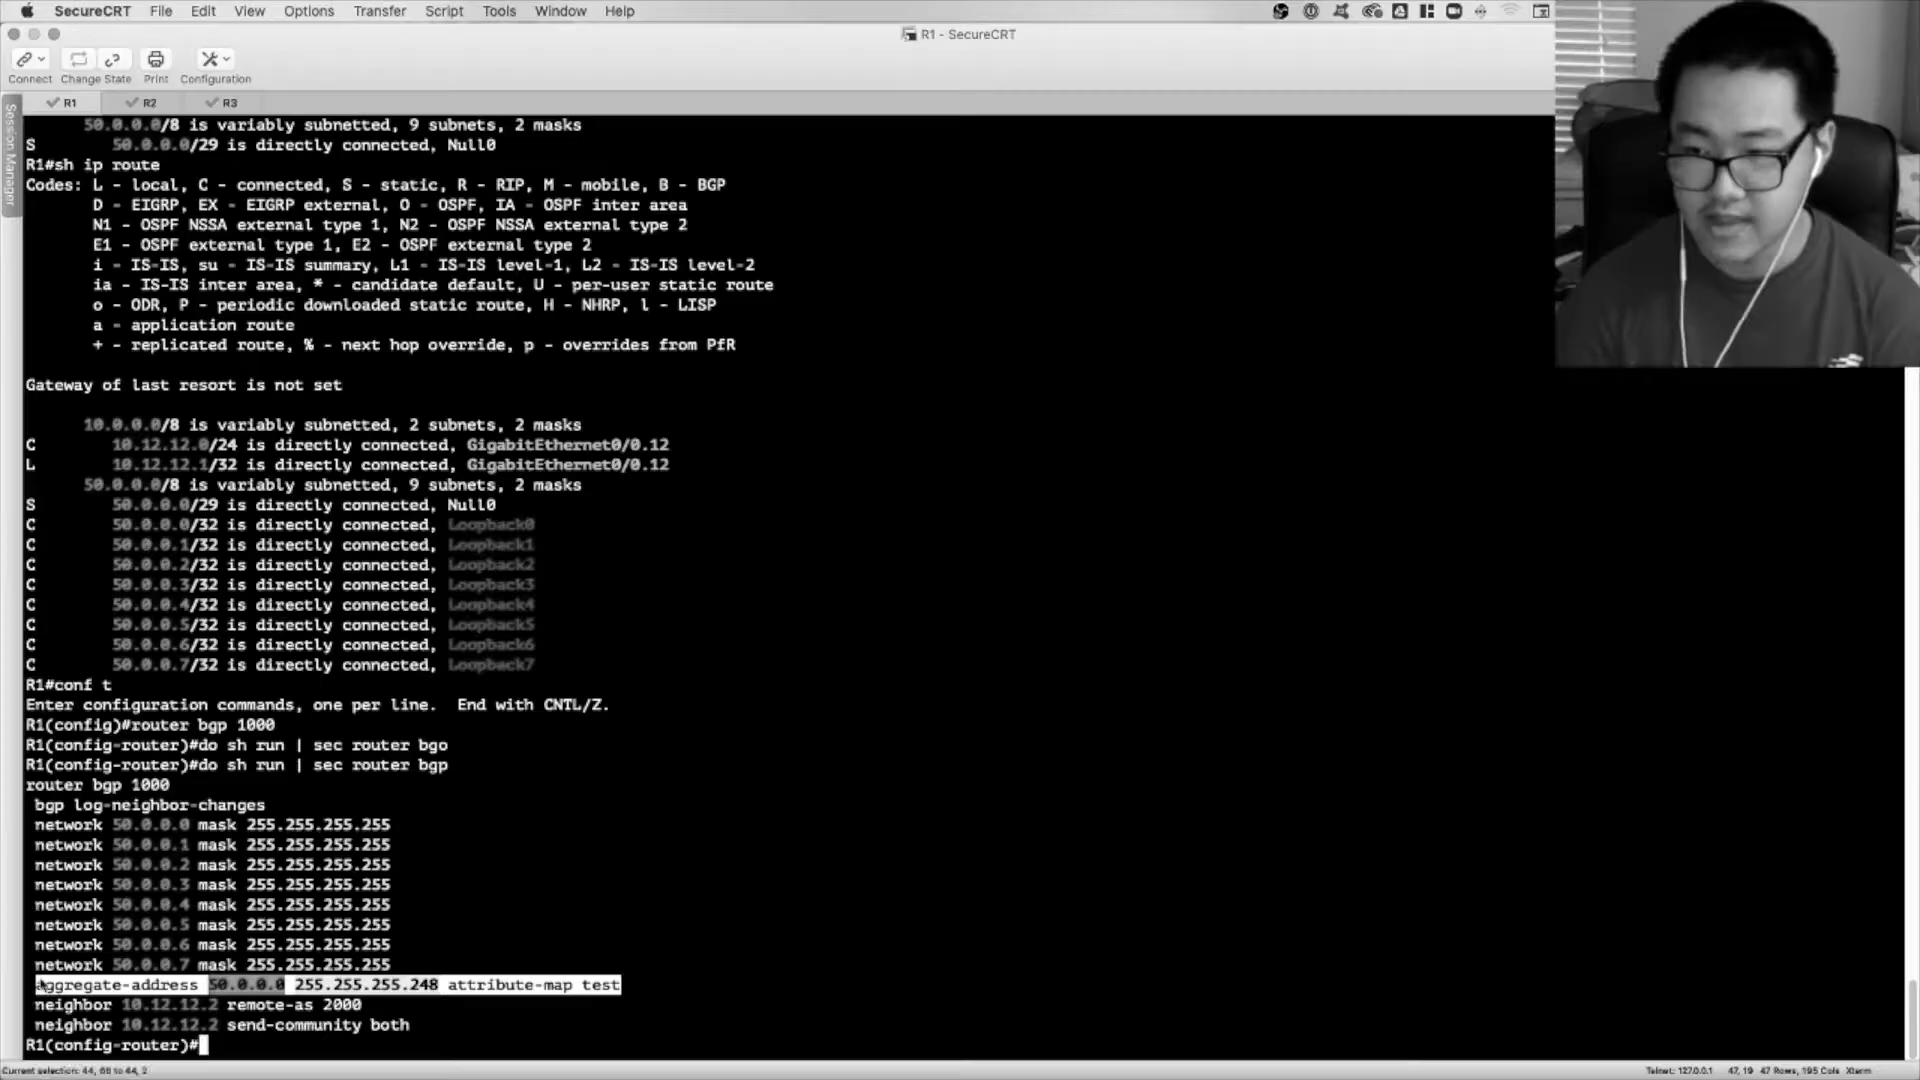 SecureCRT File Edit View Options Transfer Script Tools Window Help
R1 - SecureCRT
Connect Change State Print Configuration
R1 R2 R3
Session Manager
50.0.0.0/8 is variably subnetted, 9 subnets, 2 masks
S 50.0.0.0/29 is directly connected, Null0
R1#sh ip route
Codes: L - local, C - connected, S - static, R - RIP, M - mobile, B - BGP
D - EIGRP, EX - EIGRP external, O - OSPF, IA - OSPF inter area
N1 - OSPF NSSA external type 1, N2 - OSPF NSSA external type 2
E1 - OSPF external type 1, E2 - OSPF external type 2
i - IS-IS, su - IS-IS summary, L1 - IS-IS level-1, L2 - IS-IS level-2
ia - IS-IS inter area, * - candidate default, U - per-user static route
o - ODR, P - periodic downloaded static route, H - NHRP, l - LISP
a - application route
+ - replicated route, % - next hop override, p - overrides from PfR
Gateway of last resort is not set
10.0.0.0/8 is variably subnetted, 2 subnets, 2 masks
C 10.12.12.0/24 is directly connected, GigabitEthernet0/0.12
L 10.12.12.1/32 is directly connected, GigabitEthernet0/0.12
50.0.0.0/8 is variably subnetted, 9 subnets, 2 masks
S 50.0.0.0/29 is directly connected, Null0
C 50.0.0.0/32 is directly connected, Loopback0
C 50.0.0.1/32 is directly connected, Loopback1
C 50.0.0.2/32 is directly connected, Loopback2
C 50.0.0.3/32 is directly connected, Loopback3
C 50.0.0.4/32 is directly connected, Loopback4
C 50.0.0.5/32 is directly connected, Loopback5
C 50.0.0.6/32 is directly connected, Loopback6
C 50.0.0.7/32 is directly connected, Loopback7
R1#conf t
Enter configuration commands, one per line. End with CNTL/Z.
R1(config)#router bgp 1000
R1(config-router)#do sh run | sec router bgo
R1(config-router)#do sh run | sec router bgp
router bgp 1000
bgp log-neighbor-changes
network 50.0.0.0 mask 255.255.255.255
network 50.0.0.1 mask 255.255.255.255
network 50.0.0.2 mask 255.255.255.255
network 50.0.0.3 mask 255.255.255.255
network 50.0.0.4 mask 255.255.255.255
network 50.0.0.5 mask 255.255.255.255
network 50.0.0.6 mask 255.255.255.255
network 50.0.0.7 mask 255.255.255.255
aggregate-address 50.0.0.0 255.255.255.248 attribute-map test
neighbor 10.12.12.2 remote-as 2000
neighbor 10.12.12.2 send-community both
R1(config-router)#
Current selection: 44, 66 to 44, 2 Telnet: 127.0.0.1 47, 19 47 Rows, 195 Cols Xterm